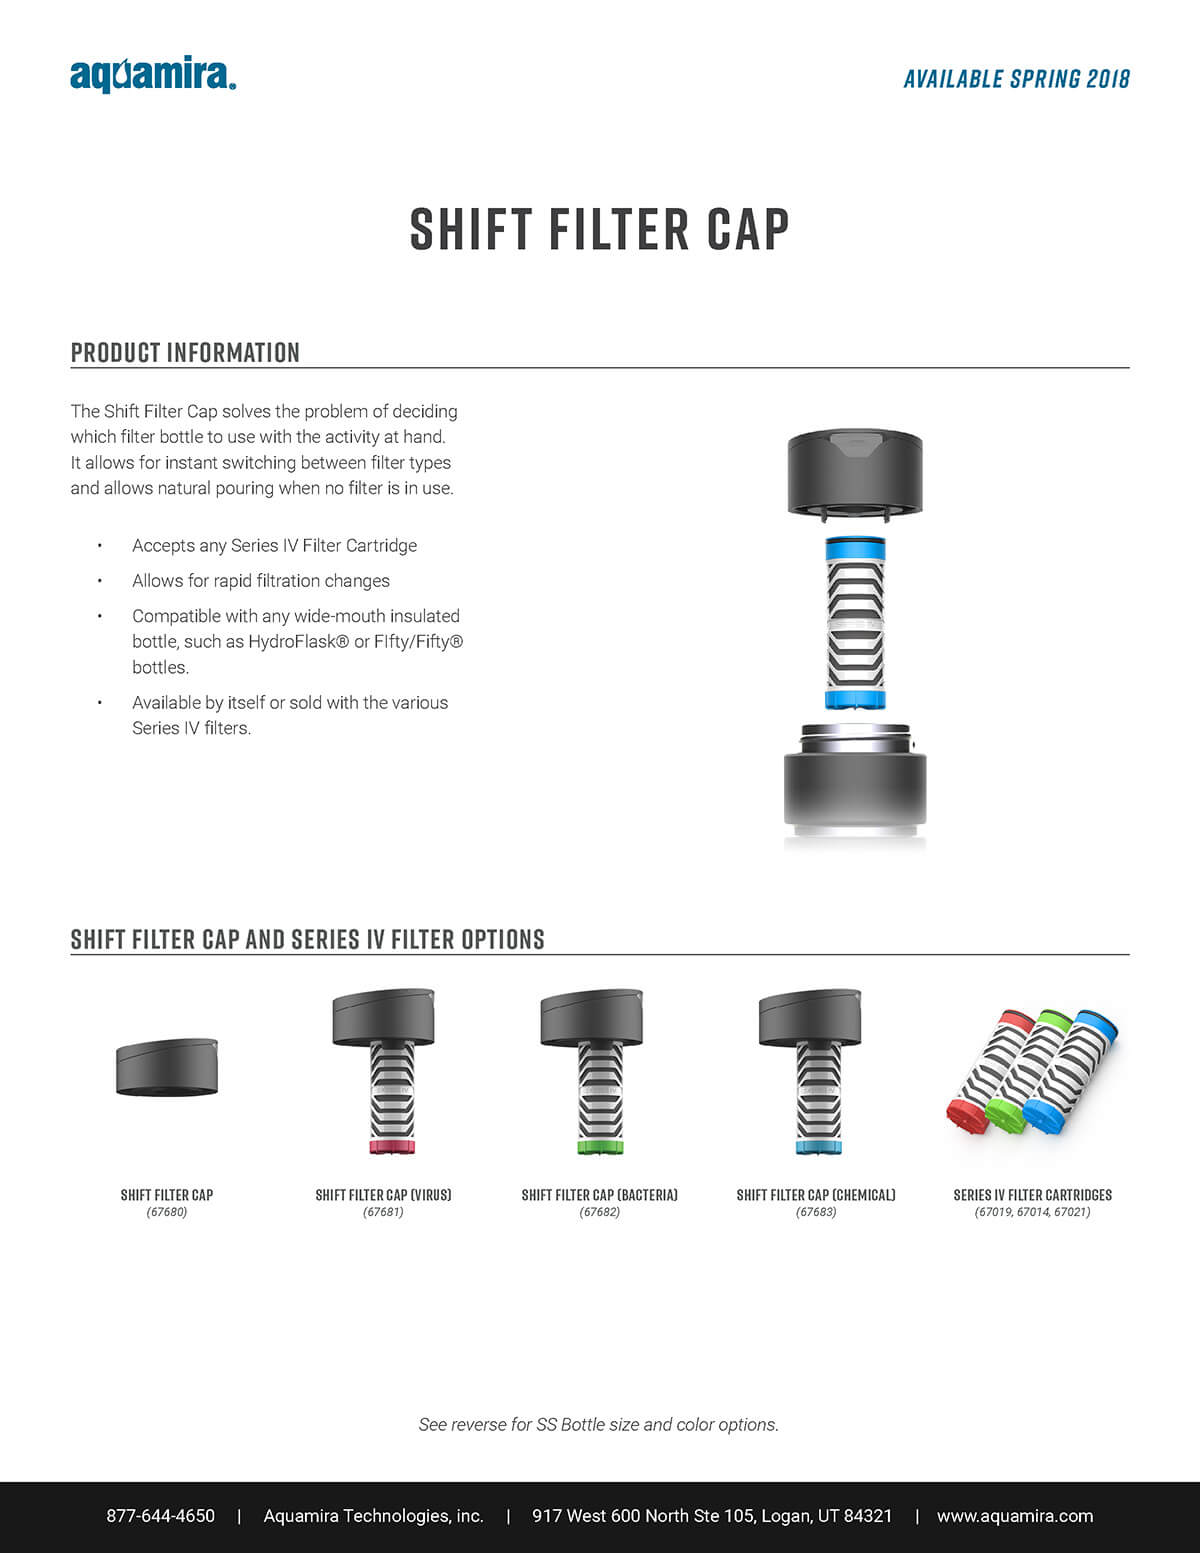 aquamira®
AVAILABLE SPRING 2018
SHIFT FILTER CAP
PRODUCT INFORMATION
The Shift Filter Cap solves the problem of deciding
which filter bottle to use with the activity at hand.
It allows for instant switching between filter types
and allows natural pouring when no filter is in use.
• Accepts any Series IV Filter Cartridge
• Allows for rapid filtration changes
• Compatible with any wide-mouth insulated
bottle, such as HydroFlask® or FIfty/Fifty®
bottles.
• Available by itself or sold with the various
Series IV filters.
SHIFT FILTER CAP AND SERIES IV FILTER OPTIONS
SHIFT FILTER CAP
(67680)
SHIFT FILTER CAP (VIRUS)
(67681)
SHIFT FILTER CAP (BACTERIA)
(67682)
SHIFT FILTER CAP (CHEMICAL)
(67683)
SERIES IV FILTER CARTRIDGES
(67019, 67014, 67021)
See reverse for SS Bottle size and color options.
877-644-4650 | Aquamira Technologies, inc. | 917 West 600 North Ste 105, Logan, UT 84321 | www.aquamira.com